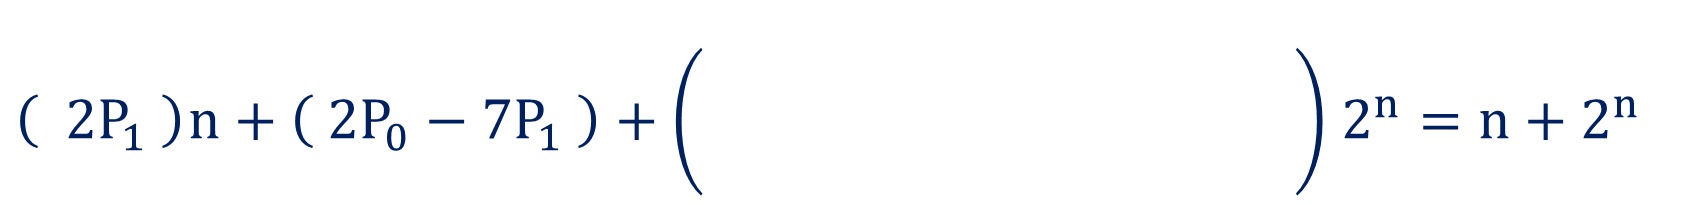 ( 2P₁ )n + ( 2P₀ − 7P₁ ) + ( ) 2ⁿ = n + 2ⁿ